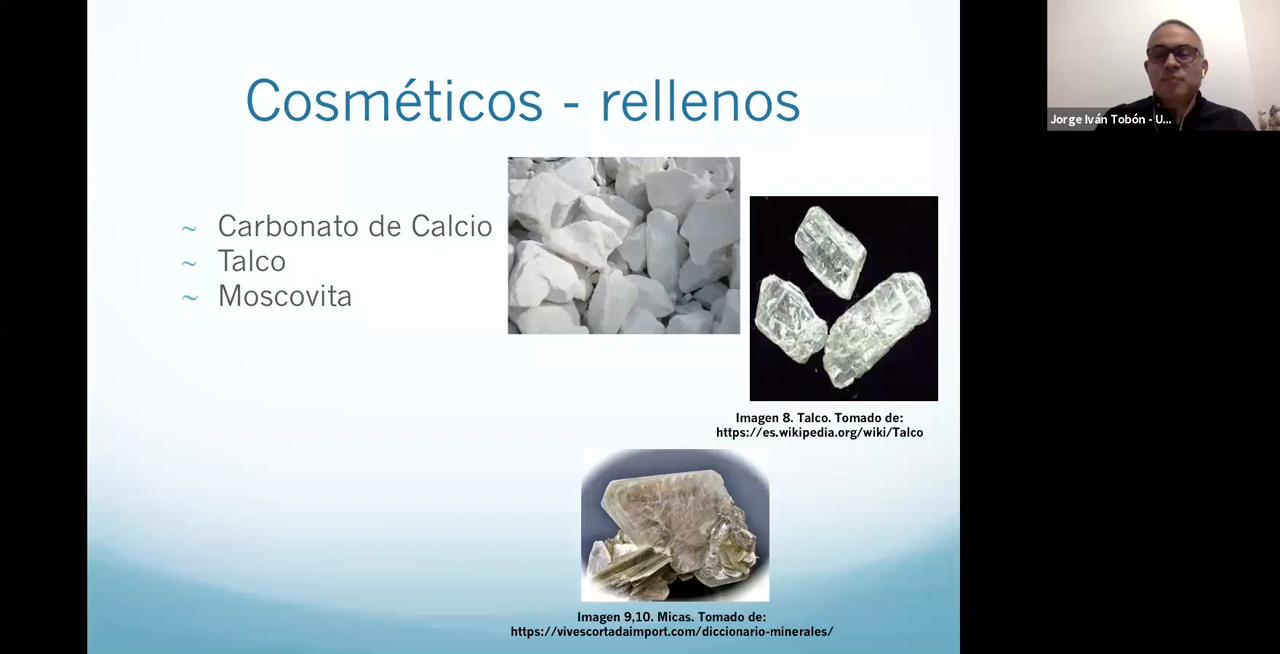 Cosméticos - rellenos
~ Carbonato de Calcio
~ Talco
~ Moscovita
Imagen 8. Talco. Tomado de:
https://es.wikipedia.org/wiki/Talco
Imagen 9,10. Micas. Tomado de:
https://vivescortadaimport.com/diccionario-minerales/
Jorge Iván Tobón - U...